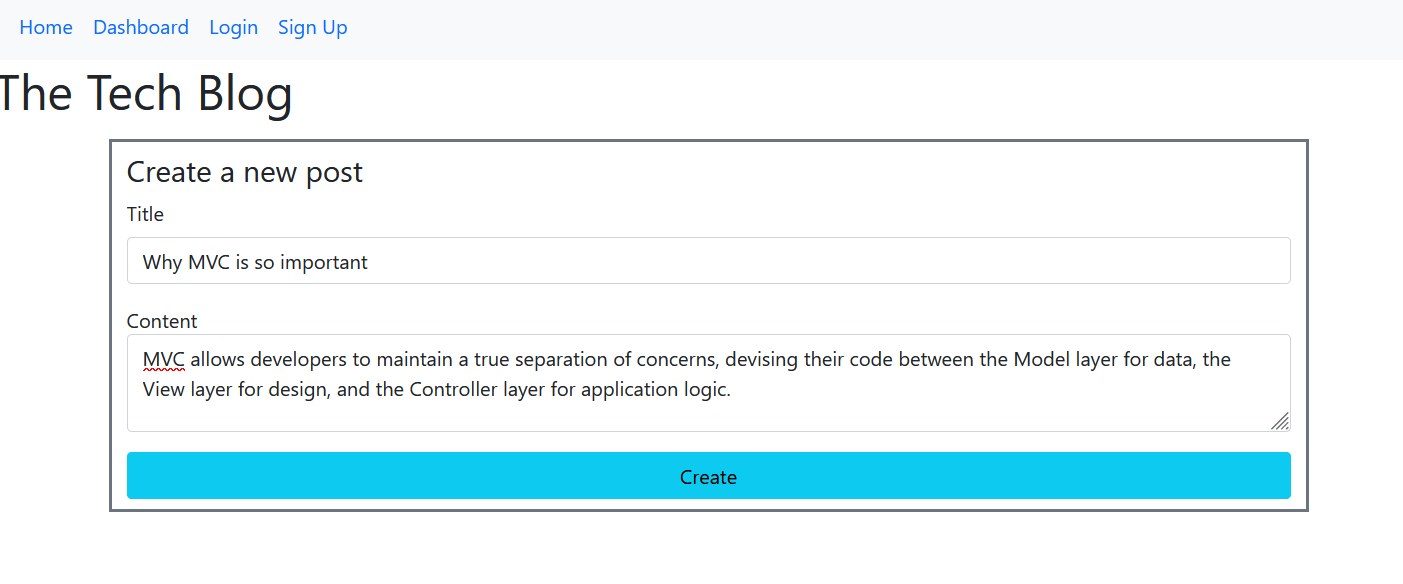 Home Dashboard Login Sign Up
The Tech Blog
Create a new post
Title
Why MVC is so important
Content
MVC allows developers to maintain a true separation of concerns, devising their code between the Model layer for data, the
View layer for design, and the Controller layer for application logic.
Create